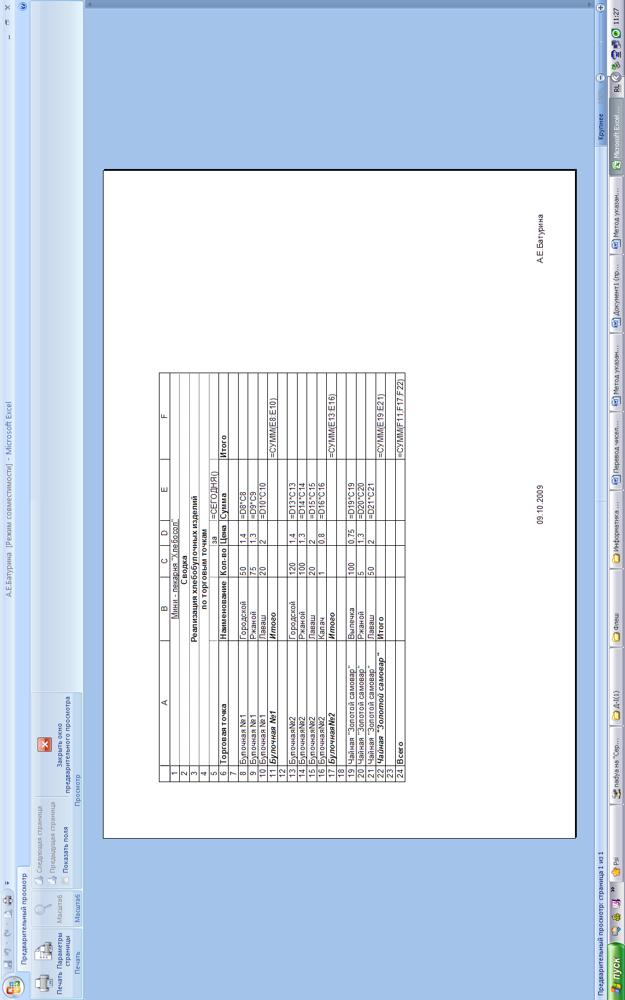 А.Е.Батурина [Режим совместимости] - Microsoft Excel
Предварительный просмотр
Печать
Параметры страницы
Масштаб
Следующая страница
Предыдущая страница
Показать поля
Закрыть окно
предварительного просмотра
Печать
Масштаб
Просмотр
A B C D E F
1 Мини - пекарня "Хлебосол"
2 Сводка
3 Реализация хлебобулочных изделий
4 по торговым точкам
5 за =СЕГОДНЯ()
6 Торговая точка Наименование Кол-во Цена Сумма Итого
7
8 Булочная №1 Городской 50 1,4 =D8*C8
9 Булочная №1 Ржаной 75 1,3 =D9*C9
10 Булочная №1 Лаваш 20 2 =D10*C10
11 Булочная №1 Итого =СУММ(E8:E10)
12
13 Булочная№2 Городской 120 1,4 =D13*C13
14 Булочная№2 Ржаной 100 1,3 =D14*C14
15 Булочная№2 Лаваш 20 2 =D15*C15
16 Булочная№2 Калач 1 0,8 =D16*C16
17 Булочная№2 Итого =СУММ(E13:E16)
18
19 Чайная "Золотой самовар" Выпечка 100 0,75 =D19*C19
20 Чайная "Золотой самовар" Ржаной 5 1,3 =D20*C20
21 Чайная "Золотой самовар" Лаваш 50 2 =D21*C21
22 Чайная "Золотой самовар" Итого =СУММ(E19:E21)
23
24 Всего =СУММ(F11;F17;F22)
09.10.2009 А.Е.Батурина
Предварительный просмотр: страница 1 из 1 Крупнее 100%
пуск
Psi
nadya на "Сер...
Д-I(1)
Флеш
Информатика ...
Перевод чисел...
Метод указан...
Документ1 (пр...
Метод указан...
Microsoft Excel ...
RL
11:27